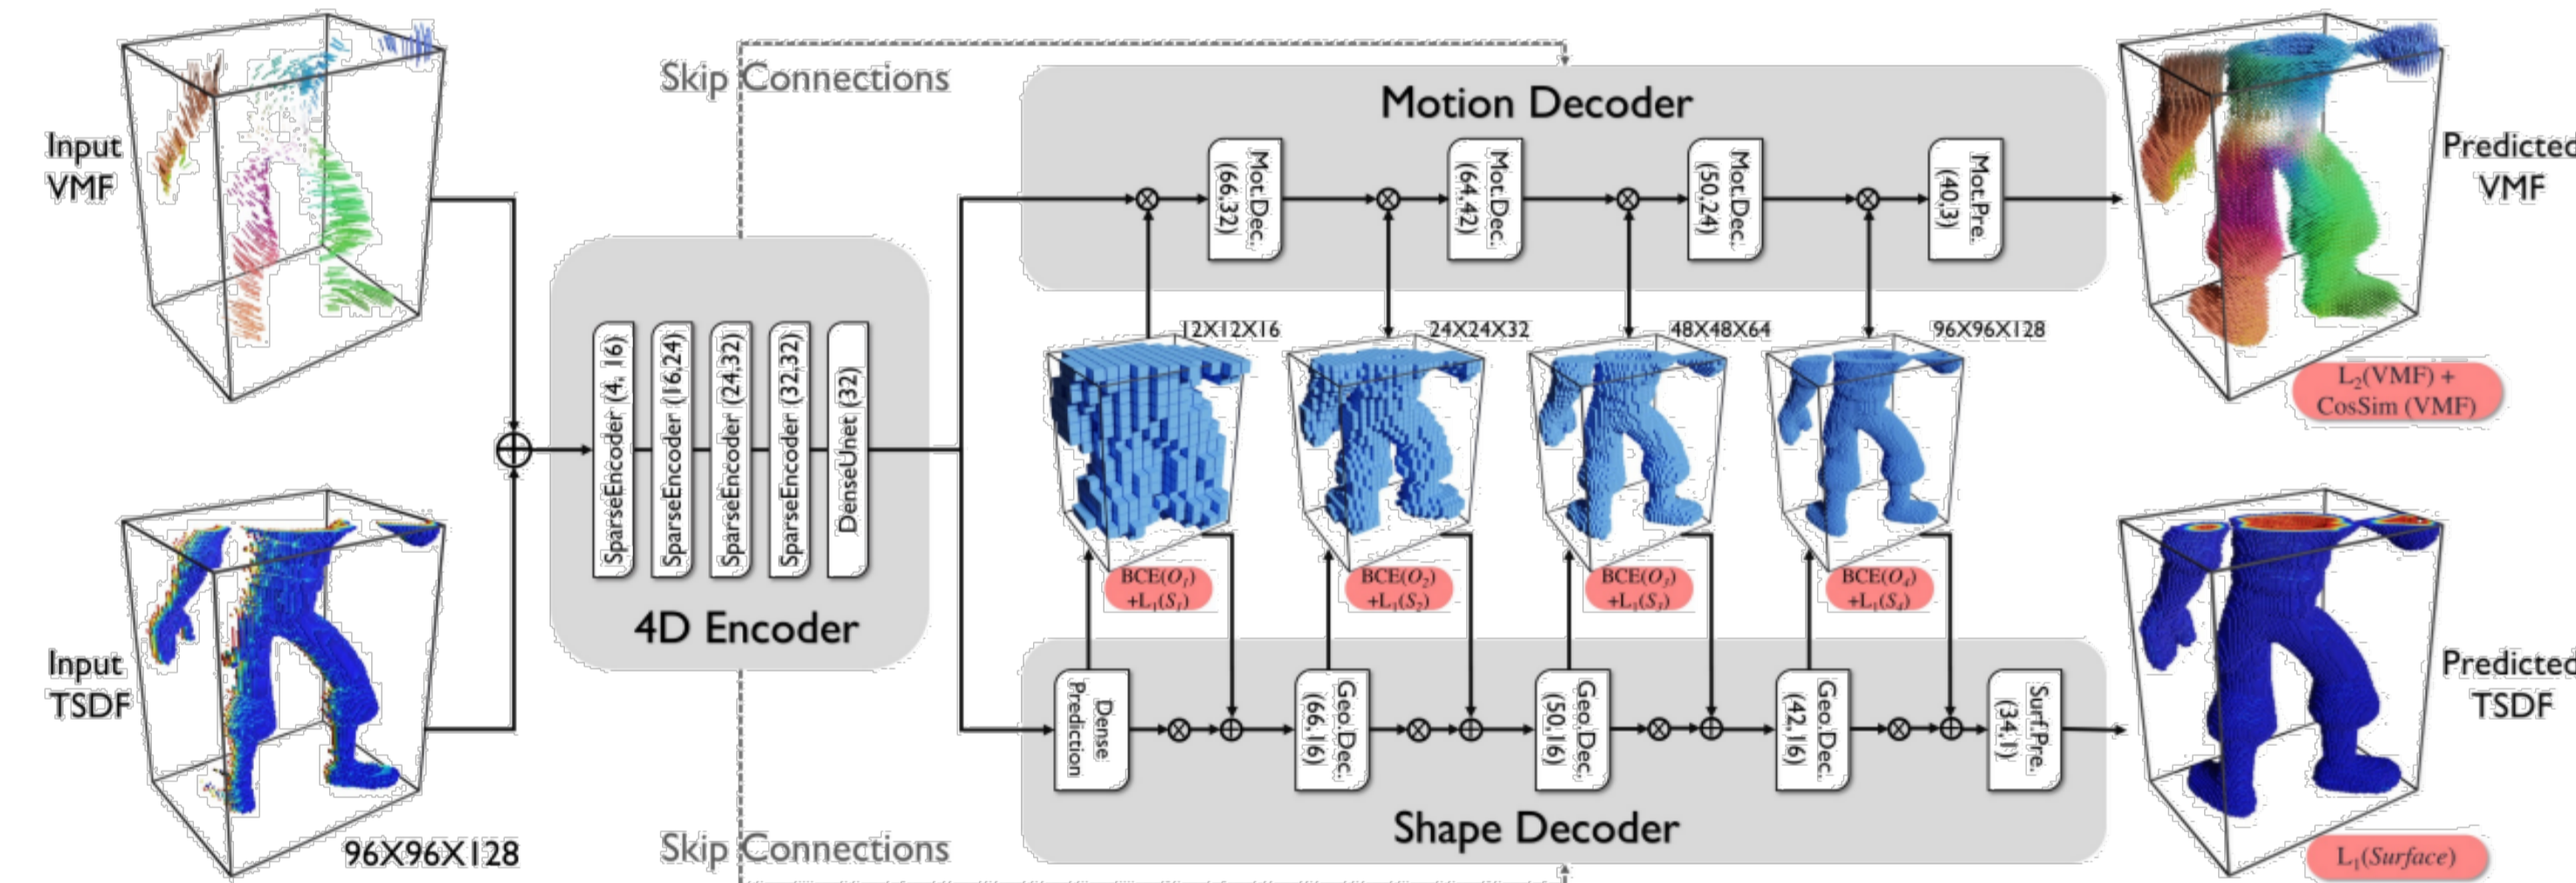 Input
VMF
Input
TSDF
96X96X128
Skip Connections
Skip Connections
SparseEncoder (4, 16)
SparseEncoder (16,24)
SparseEncoder (24,32)
SparseEncoder (32,32)
DenseUnet (32)
4D Encoder
Motion Decoder
Mot.Dec.
(66,32)
Mot.Dec.
(64,42)
Mot.Dec.
(50,24)
Mot.Pre.
(40,3)
12X12X16
24X24X32
48X48X64
96X96X128
BCE(O₁)
+L₁(S₁)
BCE(O₂)
+L₁(S₂)
BCE(O₃)
+L₁(S₃)
BCE(O₄)
+L₁(S₄)
Dense
Prediction
Geo.Dec.
(66,16)
Geo.Dec.
(50,16)
Geo.Dec.
(42,16)
Surf.Pre.
(34,1)
Shape Decoder
Predicted
VMF
L₂(VMF) +
CosSim (VMF)
Predicted
TSDF
L₁(Surface)